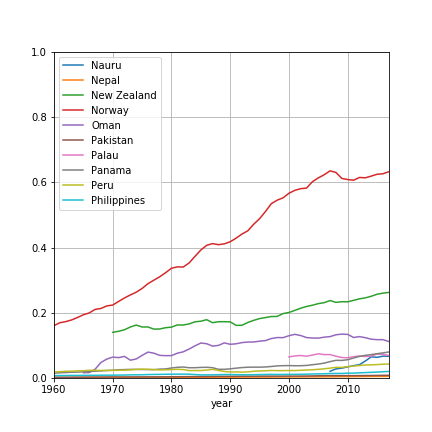 1.0
0.8
0.6
0.4
0.2
0.0
Nauru
Nepal
New Zealand
Norway
Oman
Pakistan
Palau
Panama
Peru
Philippines
1960 1970 1980 1990 2000 2010
year